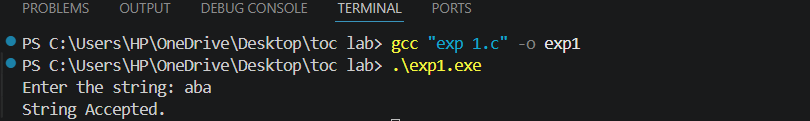 PROBLEMS OUTPUT DEBUG CONSOLE TERMINAL PORTS
PS C:\Users\HP\OneDrive\Desktop\toc lab> gcc "exp 1.c" -o exp1
PS C:\Users\HP\OneDrive\Desktop\toc lab> .\exp1.exe
Enter the string: aba
String Accepted.